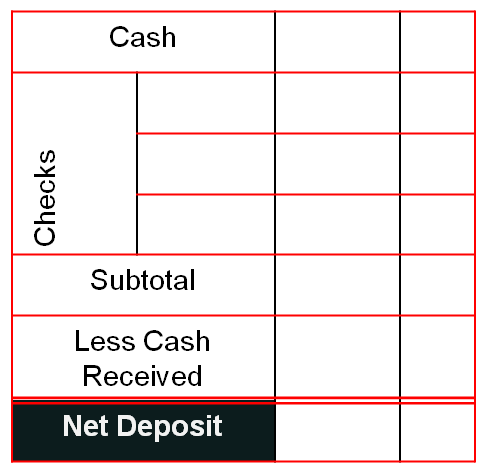 Cash
Checks
Subtotal
Less Cash
Received
Net Deposit